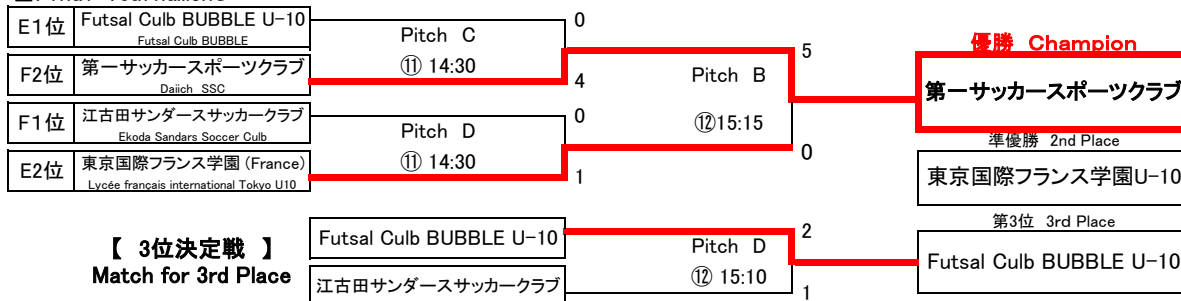 E1位 Futsal Culb BUBBLE U-10
Futsal Culb BUBBLE
F2位 第一サッカースポーツクラブ
Daiich SSC
F1位 江古田サンダースサッカークラブ
Ekoda Sandars Soccer Culb
E2位 東京国際フランス学園 (France)
Lycée français international Tokyo U10
Pitch C
⑪ 14:30
0
4
Pitch D
⑪ 14:30
0
1
Pitch B
⑫15:15
5
0
優勝 Champion
第一サッカースポーツクラブ
準優勝 2nd Place
東京国際フランス学園U-10
第3位 3rd Place
Futsal Culb BUBBLE U-10
【 3位決定戦 】
Match for 3rd Place
Futsal Culb BUBBLE U-10
江古田サンダースサッカークラブ
Pitch D
⑫ 15:10
2
1